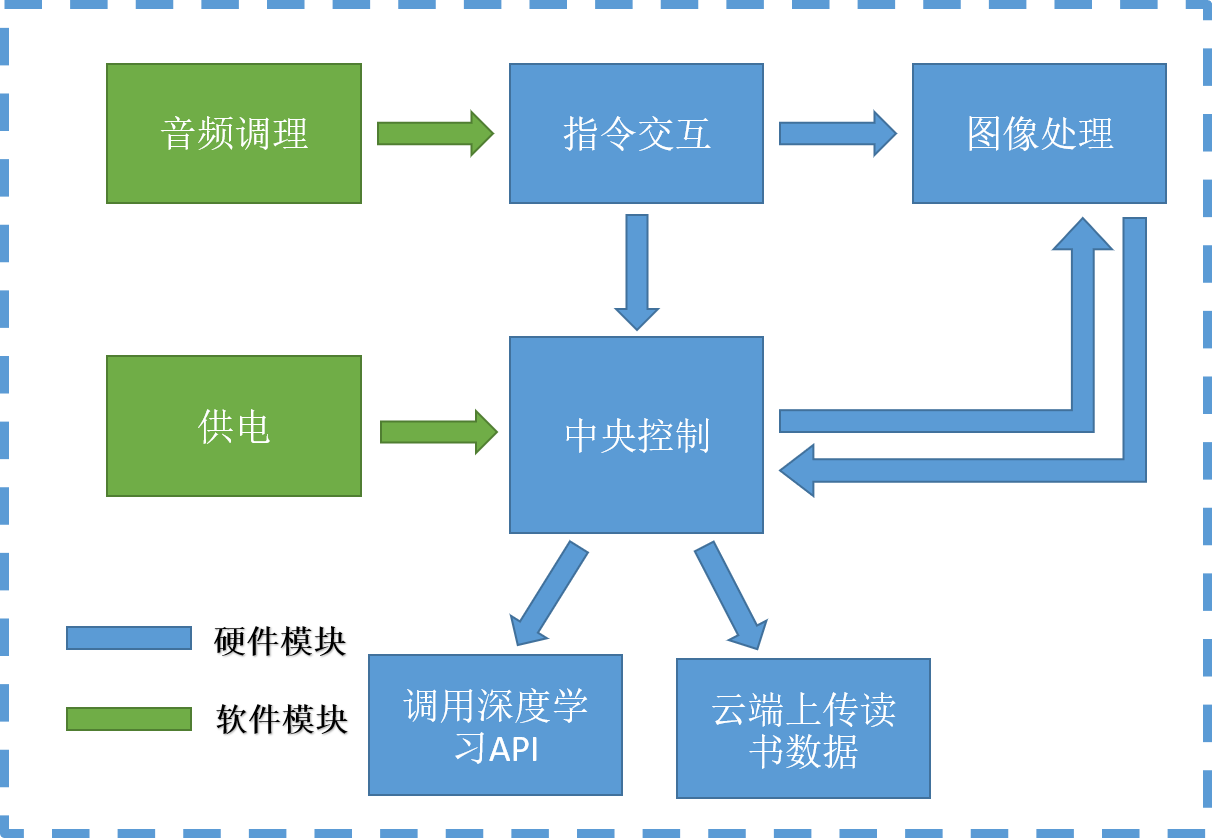 音频调理
指令交互
图像处理
供电
中央控制
硬件模块
软件模块
调用深度学
习API
云端上传读
书数据